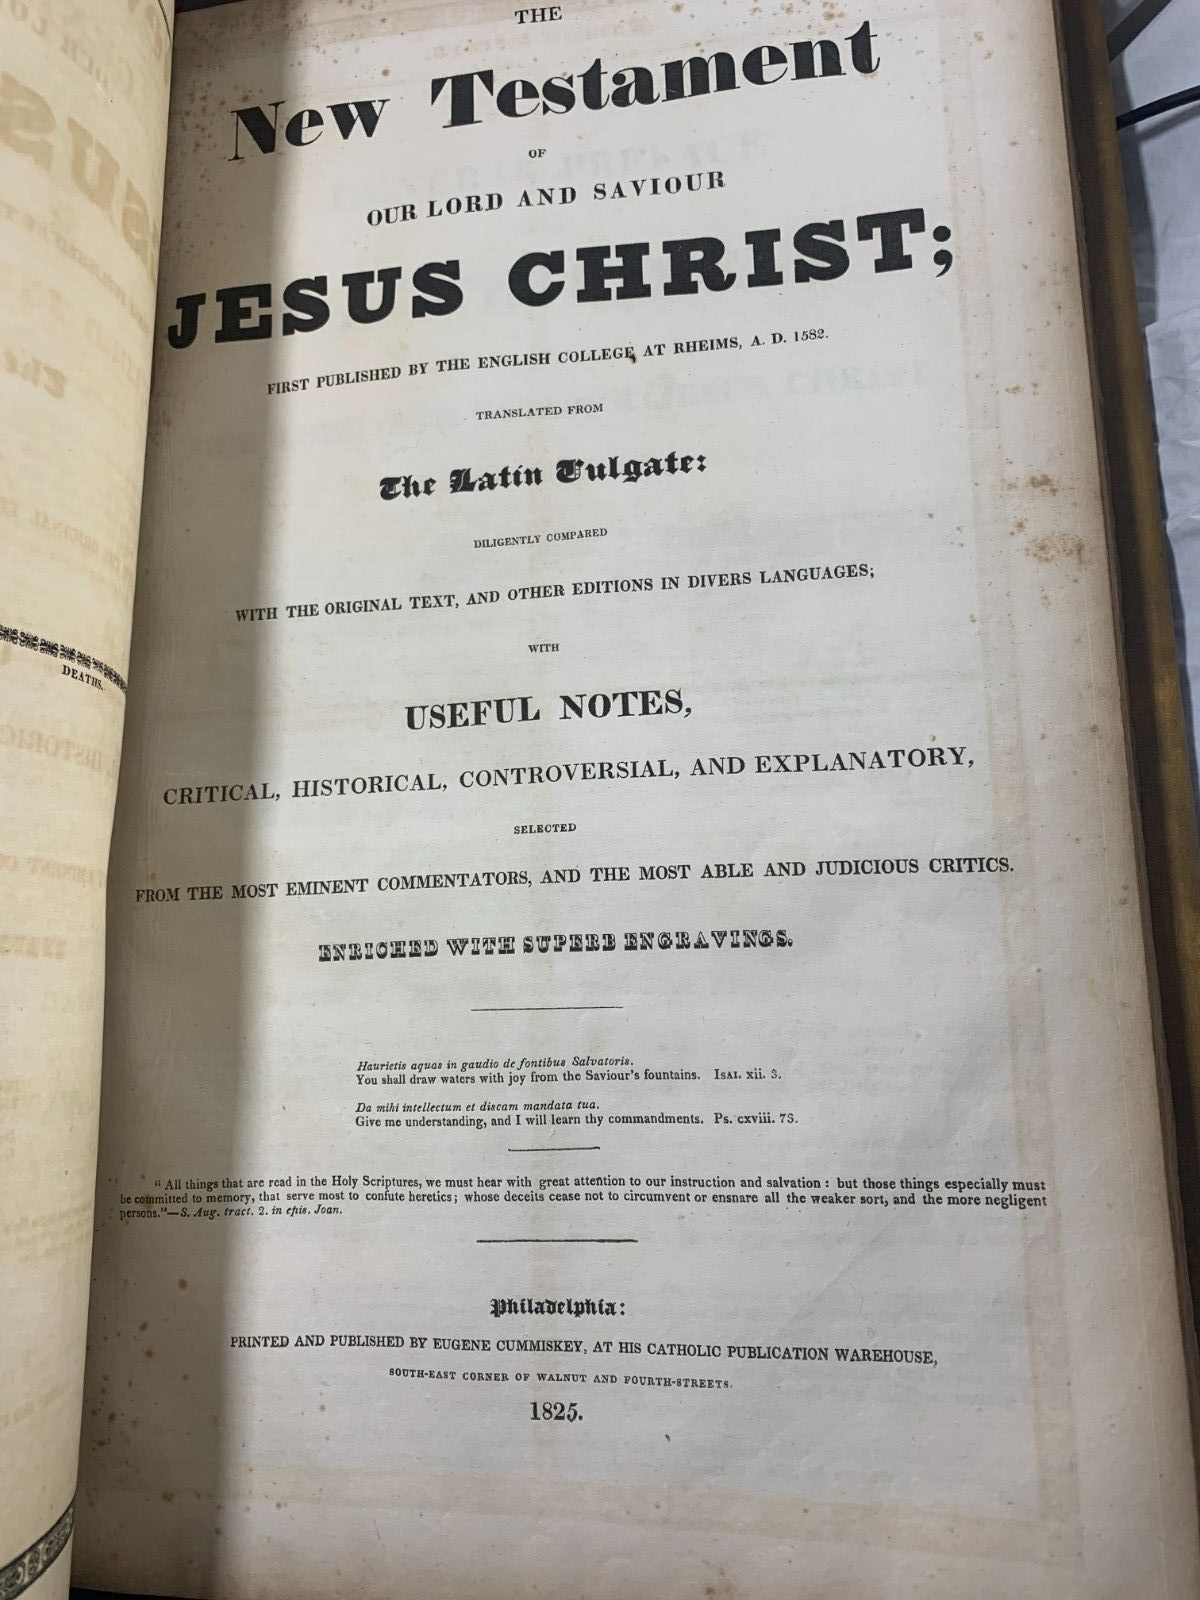 THE
New Testament
OF
OUR LORD AND SAVIOUR
JESUS CHRIST;
FIRST PUBLISHED BY THE ENGLISH COLLEGE AT RHEIMS, A. D. 1582.
TRANSLATED FROM
The Latin Vulgate:
DILIGENTLY COMPARED
WITH THE ORIGINAL TEXT, AND OTHER EDITIONS IN DIVERS LANGUAGES;
WITH
USEFUL NOTES,
CRITICAL, HISTORICAL, CONTROVERSIAL, AND EXPLANATORY,
SELECTED
FROM THE MOST EMINENT COMMENTATORS, AND THE MOST ABLE AND JUDICIOUS CRITICS.
ENRICHED WITH SUPERB ENGRAVINGS.
Haurietis aquas in gaudio de fontibus Salvatoris.
You shall draw waters with joy from the Saviour's fountains. ISAI. xii. 3.
Da mihi intellectum et discam mandata tua.
Give me understanding, and I will learn thy commandments. Ps. cxviii. 73.
" All things that are read in the Holy Scriptures, we must hear with great attention to our instruction and salvation : but those things especially must
be committed to memory, that serve most to confute heretics ; whose deceits cease not to circumvent or ensnare all the weaker sort, and the more negligent
persons."—S. Aug. tract. 2. in epis. Joan.
Philadelphia:
PRINTED AND PUBLISHED BY EUGENE CUMMISKEY, AT HIS CATHOLIC PUBLICATION WAREHOUSE,
SOUTH-EAST CORNER OF WALNUT AND FOURTH-STREETS.
1825.
DEATHS.